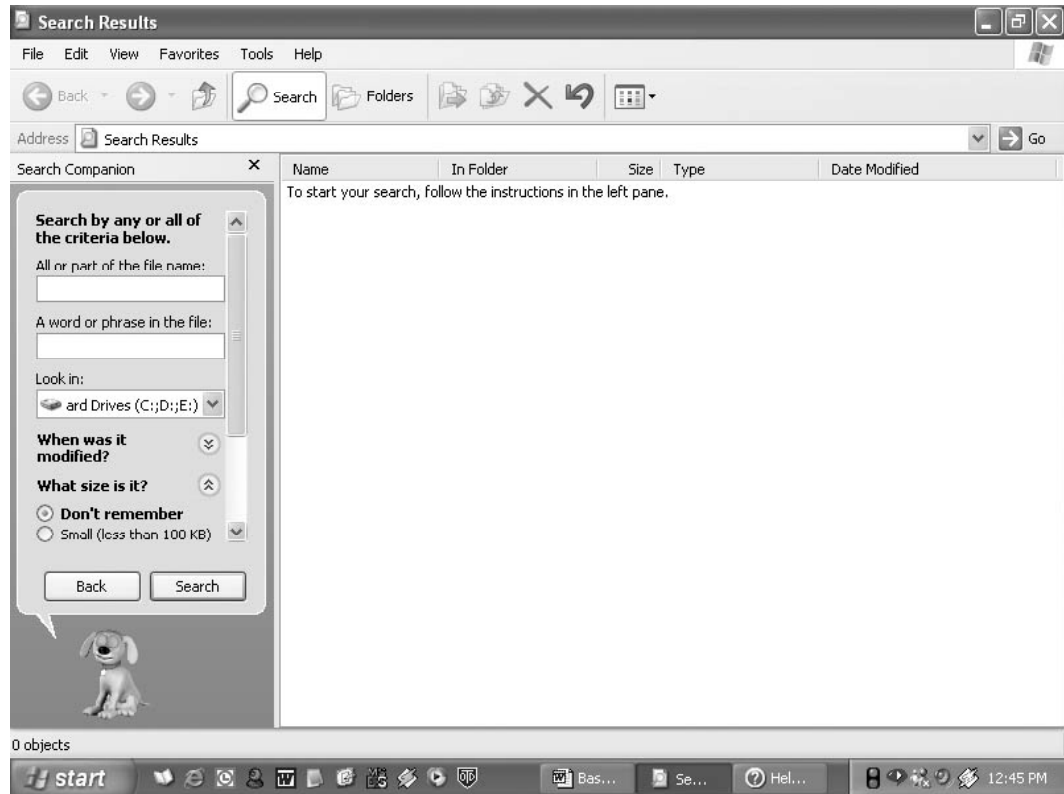 Search Results
File Edit View Favorites Tools Help
Back Search Folders
Address Search Results Go
Search Companion
Name In Folder Size Type Date Modified
To start your search, follow the instructions in the left pane.
Search by any or all of
the criteria below.
All or part of the file name:
A word or phrase in the file:
Look in:
ard Drives (C:;D:;E:)
When was it
modified?
What size is it?
Don't remember
Small (less than 100 KB)
Back Search
0 objects
start Bas... Se... Hel... 12:45 PM